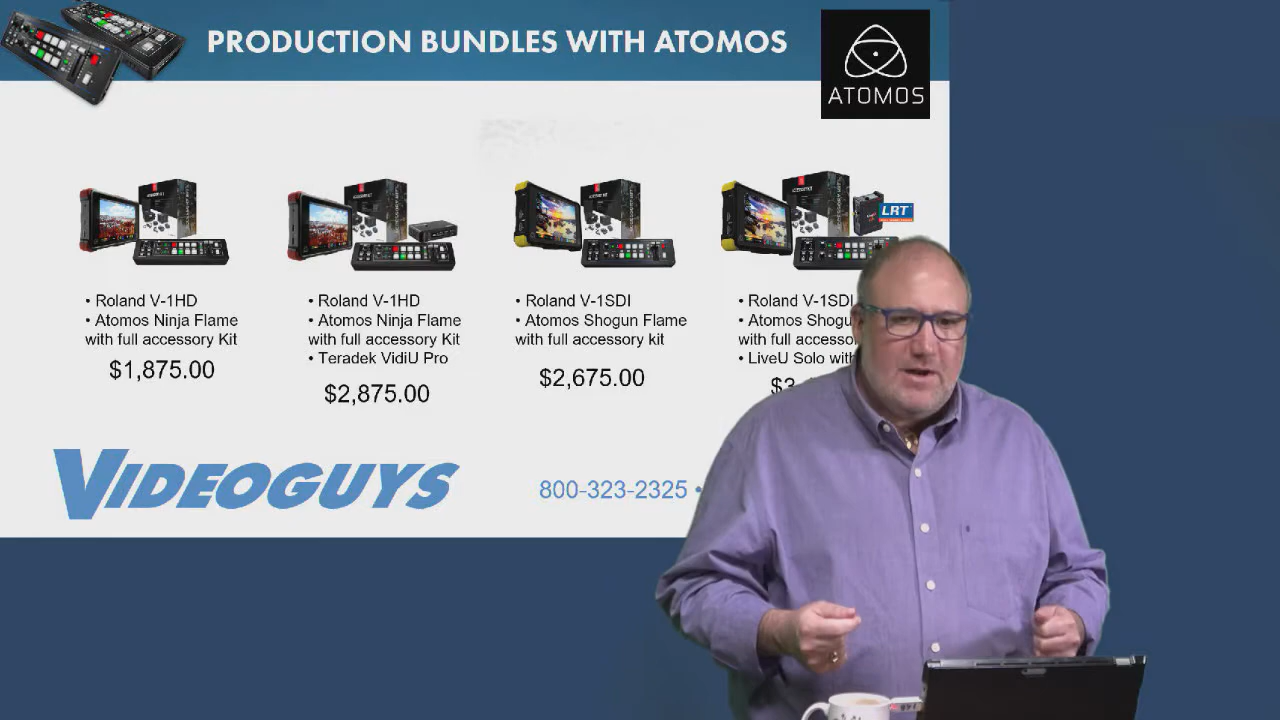 PRODUCTION BUNDLES WITH ATOMOS
ATOMOS
LRT
• Roland V-1HD
• Atomos Ninja Flame
with full accessory Kit
$1,875.00
• Roland V-1HD
• Atomos Ninja Flame
with full accessory Kit
• Teradek VidiU Pro
$2,875.00
• Roland V-1SDI
• Atomos Shogun Flame
with full accessory kit
$2,675.00
• Roland V-1SDI
• Atomos
with full
• LiveU Solo with
VIDEOGUYS
800-323-2325 •